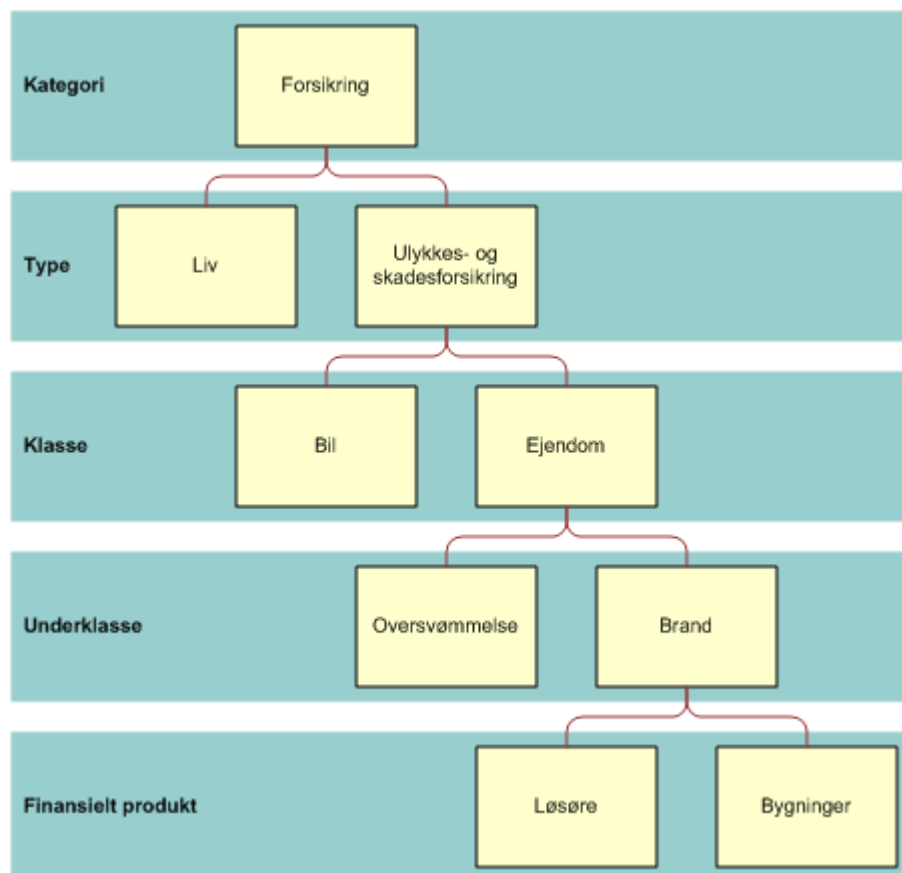 Kategori
Forsikring
Type
Liv
Ulykkes- og
skadesforsikring
Klasse
Bil
Ejendom
Underklasse
Oversvømmelse
Brand
Finansielt produkt
Løsøre
Bygninger